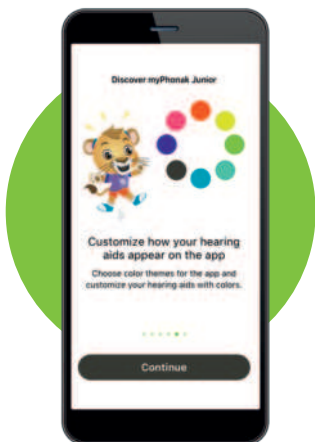 Discover myPhonak Junior
Customize how your hearing
aids appear on the app
Choose color themes for the app and
customize your hearing aids with colors.
Continue